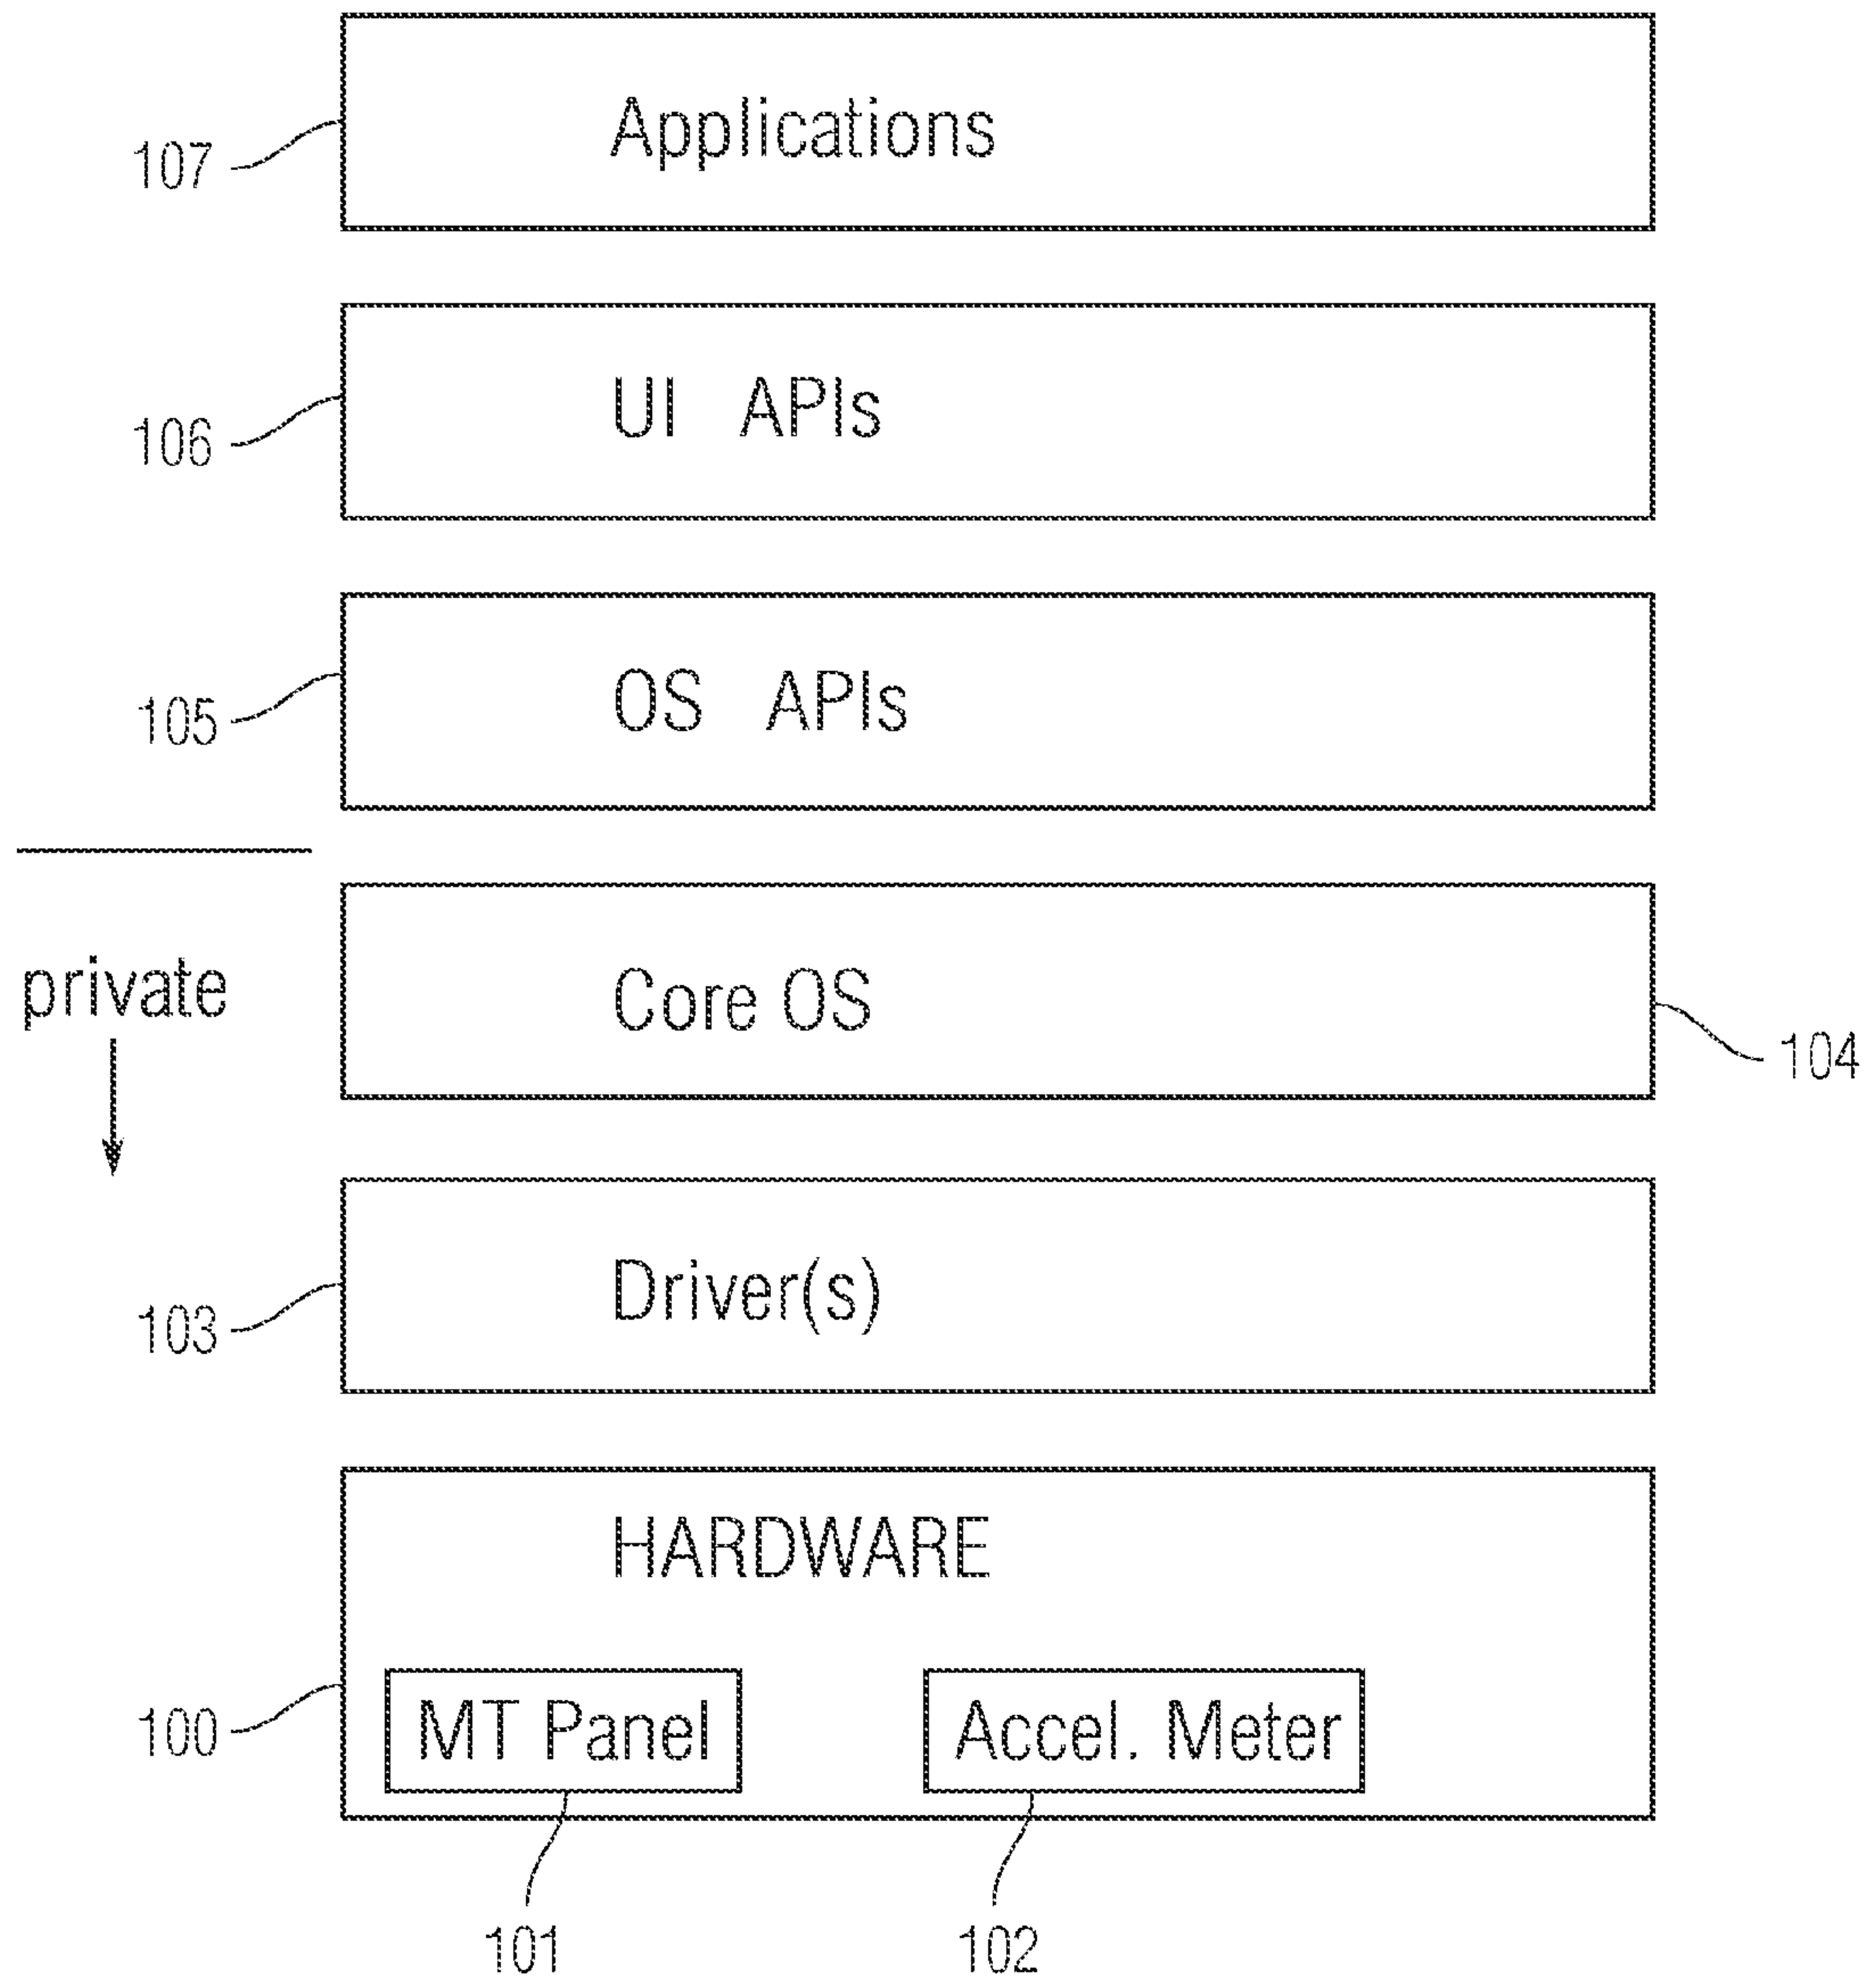 Applications
107
UI APIs
106
OS APIs
105
private
Core OS
104
Driver(s)
103
HARDWARE
100
MT Panel
Accel. Meter
101
102